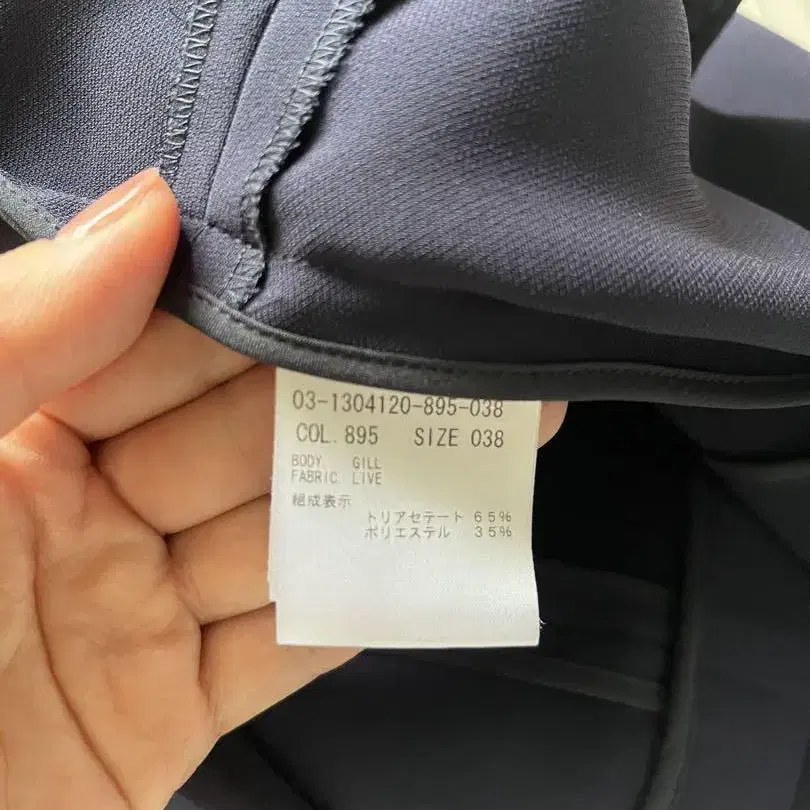 03-1304120-895-038
COL. 895 SIZE 038
BODY GILL
FABRIC LIVE
組成表示
トリアセテート 65%
ポリエステル 35%